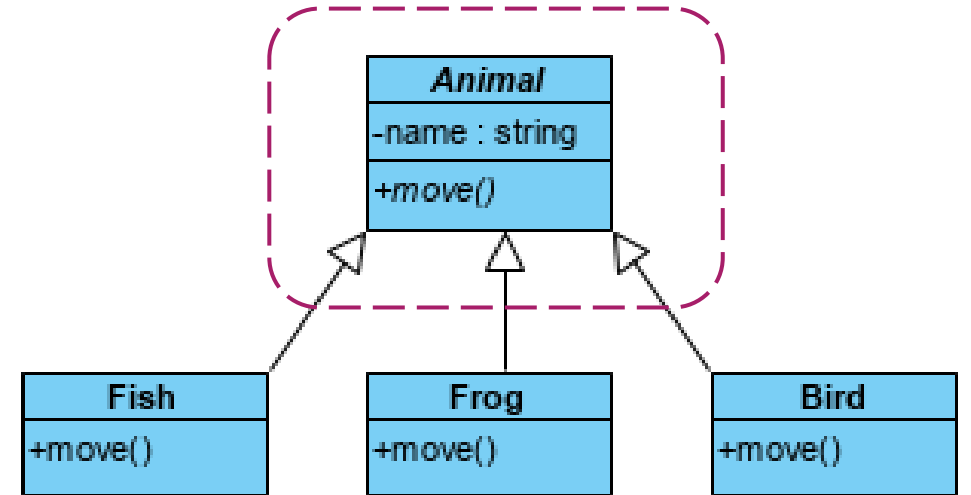 Animal
-name : string
+move()
Fish
+move()
Frog
+move()
Bird
+move()